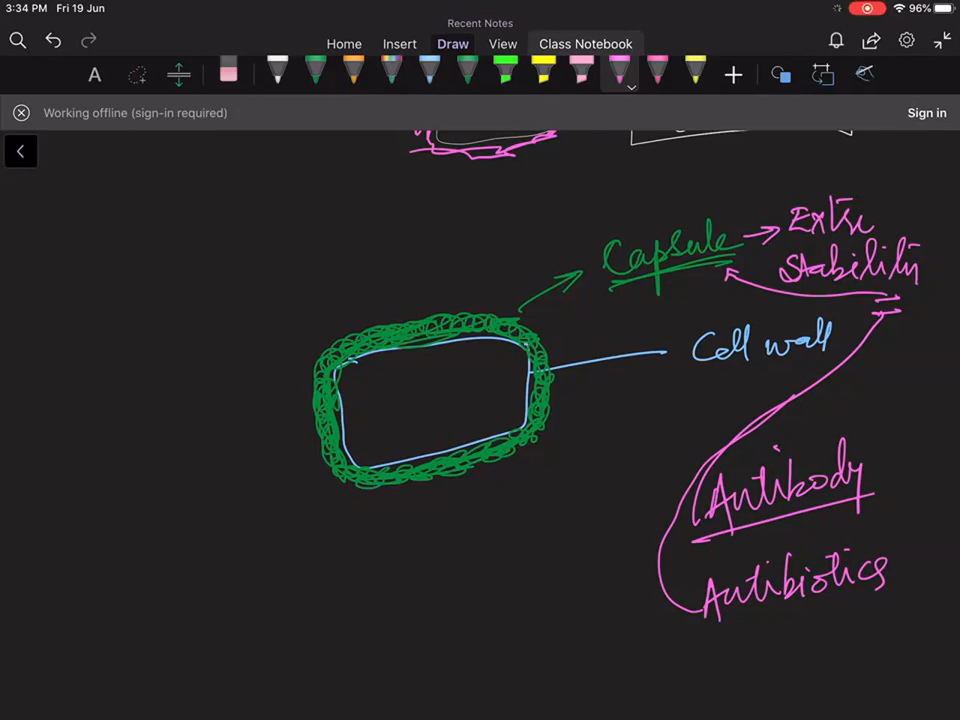 3:34 PM Fri 19 Jun
96%
Recent Notes
Home Insert Draw View Class Notebook
A
Working offline (sign-in required) Sign in
Capsule
Extra
Stability
Cell wall
Antibody
Antibiotics